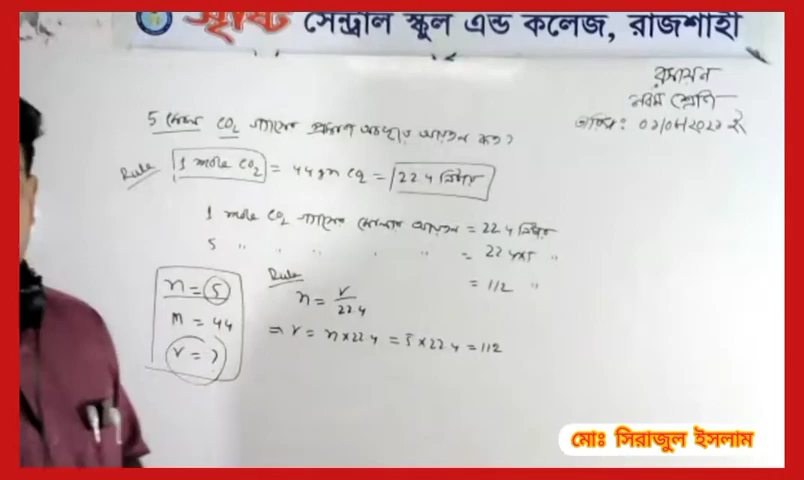 সৃষ্টি সেন্ট্রাল স্কুল এন্ড কলেজ, রাজশাহী
রসায়ন
নবম শ্রেণি
তারিখ:
5 মোল CO₂ গ্যাসের প্রমাণ অবস্থায় আয়তন কত?
Rule 1 mole CO₂ = 44 gm CO₂ = 22.4 লিটার
1 mole CO₂ গ্যাসের মোলার আয়তন = 22.4 লিটার
5 " " " " " = 22.4×5 "
= 112 "
n = 5
M = 44
V = ?
Rule
n = V/22.4
⇒ V = n×22.4 = 5×22.4 = 112
মোঃ সিরাজুল ইসলাম